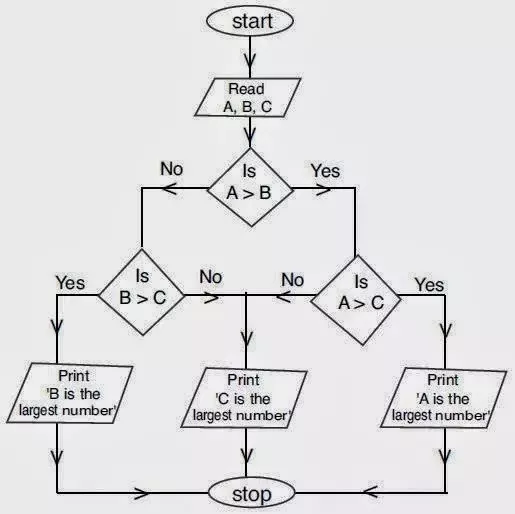 start
Read
A, B, C
Is
A > B
No
Yes
Is
B > C
Yes
No
Is
A > C
No
Yes
Print
'B is the
largest number'
Print
'C is the
largest number'
Print
'A is the
largest number'
stop